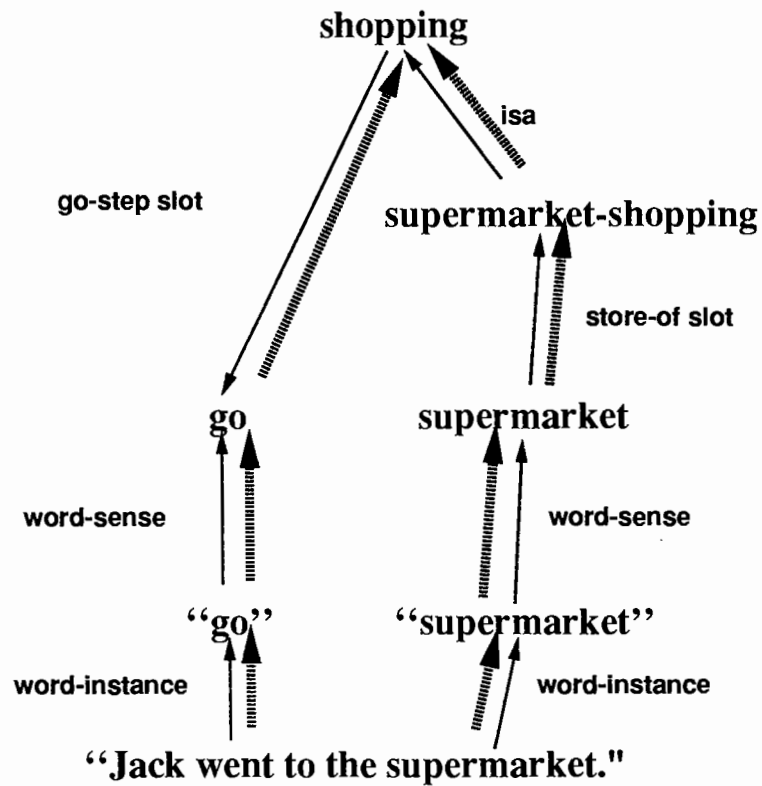 shopping
isa
go-step slot
supermarket-shopping
store-of slot
go supermarket
word-sense word-sense
“go” “supermarket”
word-instance word-instance
“Jack went to the supermarket."